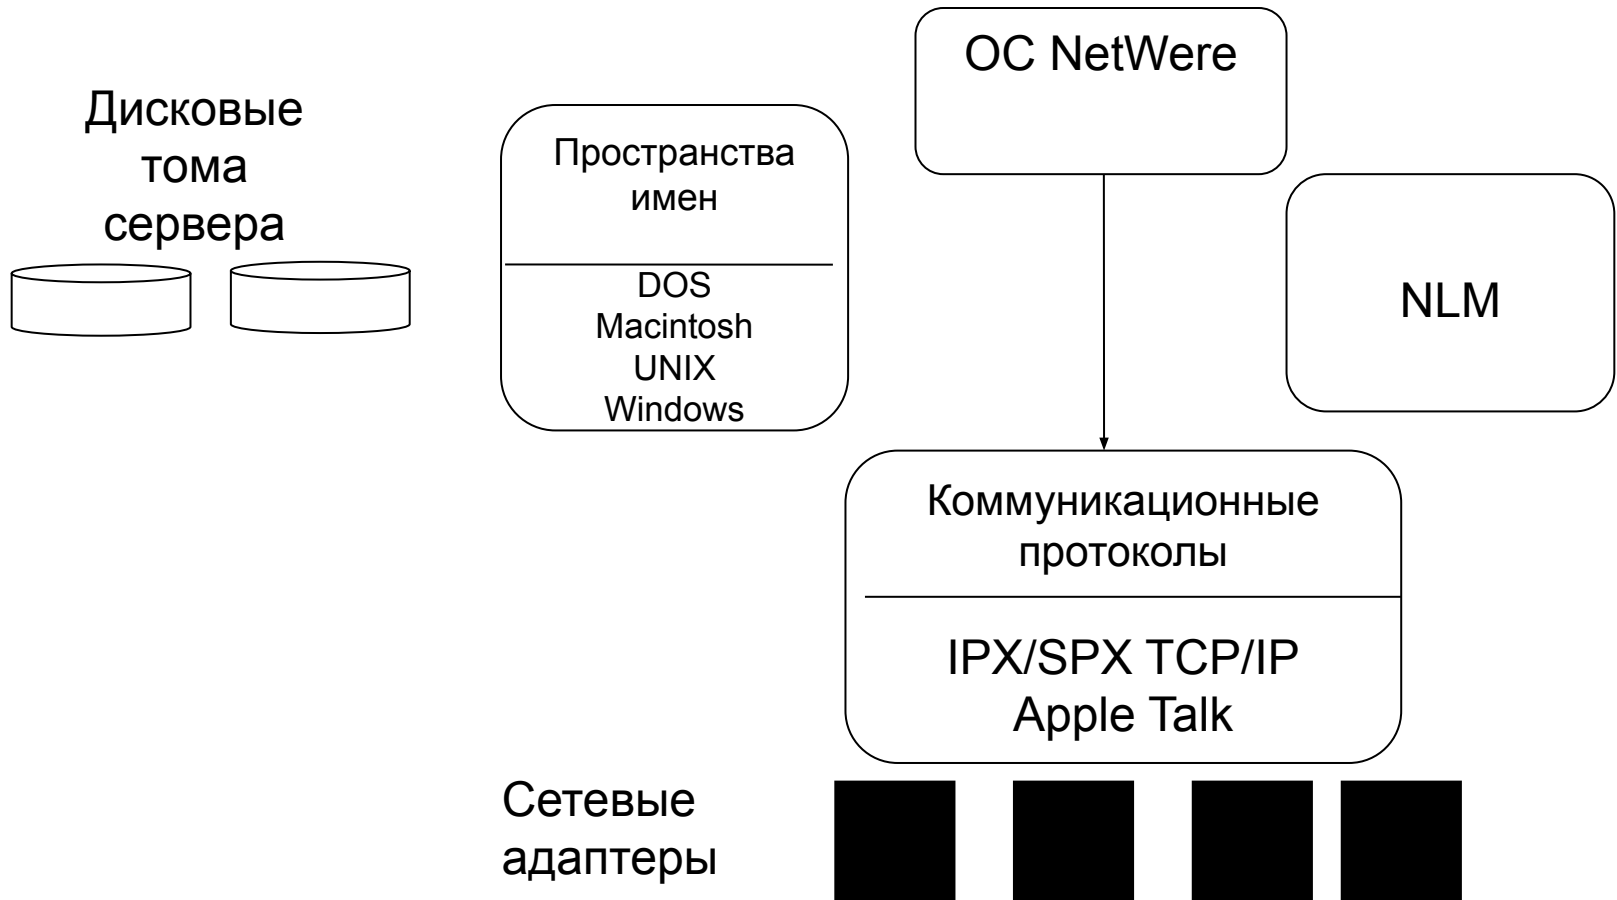 ОС NetWere
Дисковые
тома
сервера
Пространства
имен
DOS
Macintosh
UNIX
Windows
NLM
Коммуникационные
протоколы
IPX/SPX TCP/IP
Apple Talk
Сетевые
адаптеры